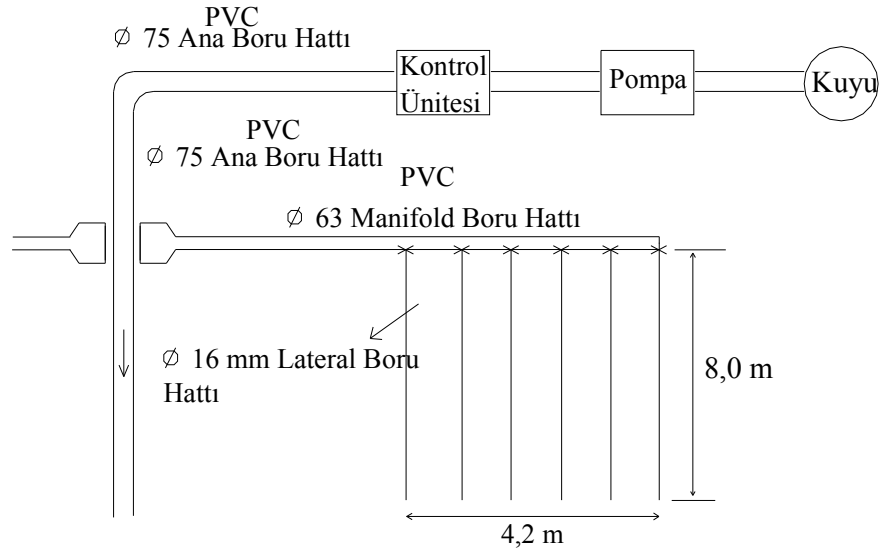 PVC
∅ 75 Ana Boru Hattı
Kontrol
Ünitesi
Pompa
Kuyu
PVC
∅ 75 Ana Boru Hattı
PVC
∅ 63 Manifold Boru Hattı
∅ 16 mm Lateral Boru
Hattı
8,0 m
4,2 m